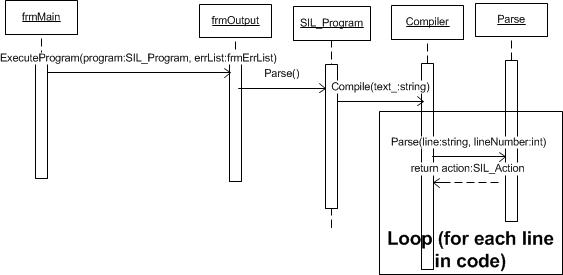 frmMain
frmOutput
SIL_Program
Compiler
Parse
ExecuteProgram(program:SIL_Program, errList:frmErrList)
Parse()
Compile(text_:string)
Parse(line:string, lineNumber:int)
return action:SIL_Action
Loop (for each line
in code)